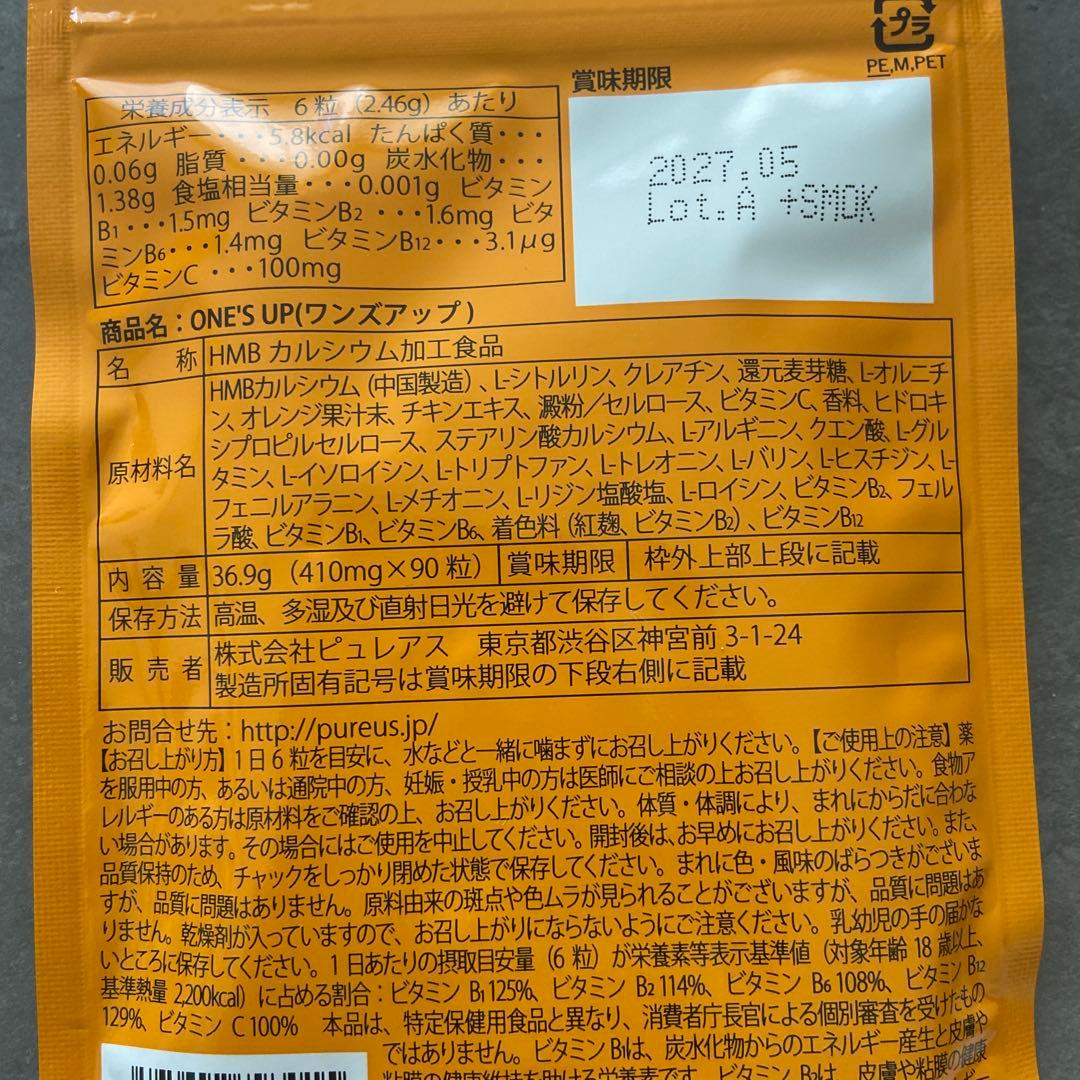 プラ
PE,M,PET
賞味期限
2027.05
Lot.A +SMOK
栄養成分表示 6粒（2.46g）あたり
エネルギー・・・5.8kcal たんぱく質・・・
0.06g 脂質・・・0.00g 炭水化物・・・
1.38g 食塩相当量・・・0.001g ビタミン
B1・・・1.5mg ビタミンB2・・・1.6mg ビタ
ミンB6・・・1.4mg ビタミンB12・・・3.1μg
ビタミンC・・・100mg
商品名：ONE'S UP(ワンズアップ)
名称 HMB カルシウム加工食品
原材料名
HMBカルシウム（中国製造）、L-シトルリン、クレアチン、還元麦芽糖、L-オルニチ
ン、オレンジ果汁末、チキンエキス、澱粉／セルロース、ビタミンC、香料、ヒドロキ
シプロピルセルロース、ステアリン酸カルシウム、L-アルギニン、クエン酸、L-グル
タミン、L-イソロイシン、L-トリプトファン、L-トレオニン、L-バリン、L-ヒスチジン、L-
フェニルアラニン、L-メチオニン、L-リジン塩酸塩、L-ロイシン、ビタミンB2、フェル
ラ酸、ビタミンB1、ビタミンB6、着色料（紅麹、ビタミンB2）、ビタミンB12
内容量 36.9g（410mg×90粒） 賞味期限 枠外上部上段に記載
保存方法 高温、多湿及び直射日光を避けて保存してください。
販売者 株式会社ピュレアス 東京都渋谷区神宮前 3-1-24
製造所固有記号は賞味期限の下段右側に記載
お問合せ先：http://pureus.jp/
【お召し上がり方】1日6粒を目安に、水などと一緒に噛まずにお召し上がりください。【ご使用上の注意】薬
を服用中の方、あるいは通院中の方、妊娠・授乳中の方は医師にご相談の上お召し上がりください。食物ア
レルギーのある方は原材料をご確認の上、お召し上がりください。体質・体調により、まれにからだに合わな
い場合があります。その場合にはご使用を中止してください。開封後は、お早めにお召し上がりください。また、
品質保持のため、チャックをしっかり閉めた状態で保存してください。まれに色・風味のばらつきがございま
すが、品質に問題はありません。原料由来の斑点や色ムラが見られることがございますが、品質に問題はあ
りません。乾燥剤が入っていますので、お召し上がりにならないようにご注意ください。乳幼児の手の届かな
いところに保存してください。1日あたりの摂取目安量（6粒）が栄養素等表示基準値（対象年齢 18歳以上、
基準熱量 2,200kcal）に占める割合：ビタミン B1 125%、ビタミン B2 114%、ビタミン B6 108%、ビタミン B12
129%、ビタミン C 100% 本品は、特定保健用食品と異なり、消費者庁長官による個別審査を受けたもの
ではありません。ビタミン B1は、炭水化物からのエネルギー産生と皮膚や
粘膜の健康維持を助ける栄養素です。ビタミン B2は、皮膚や粘膜の健康